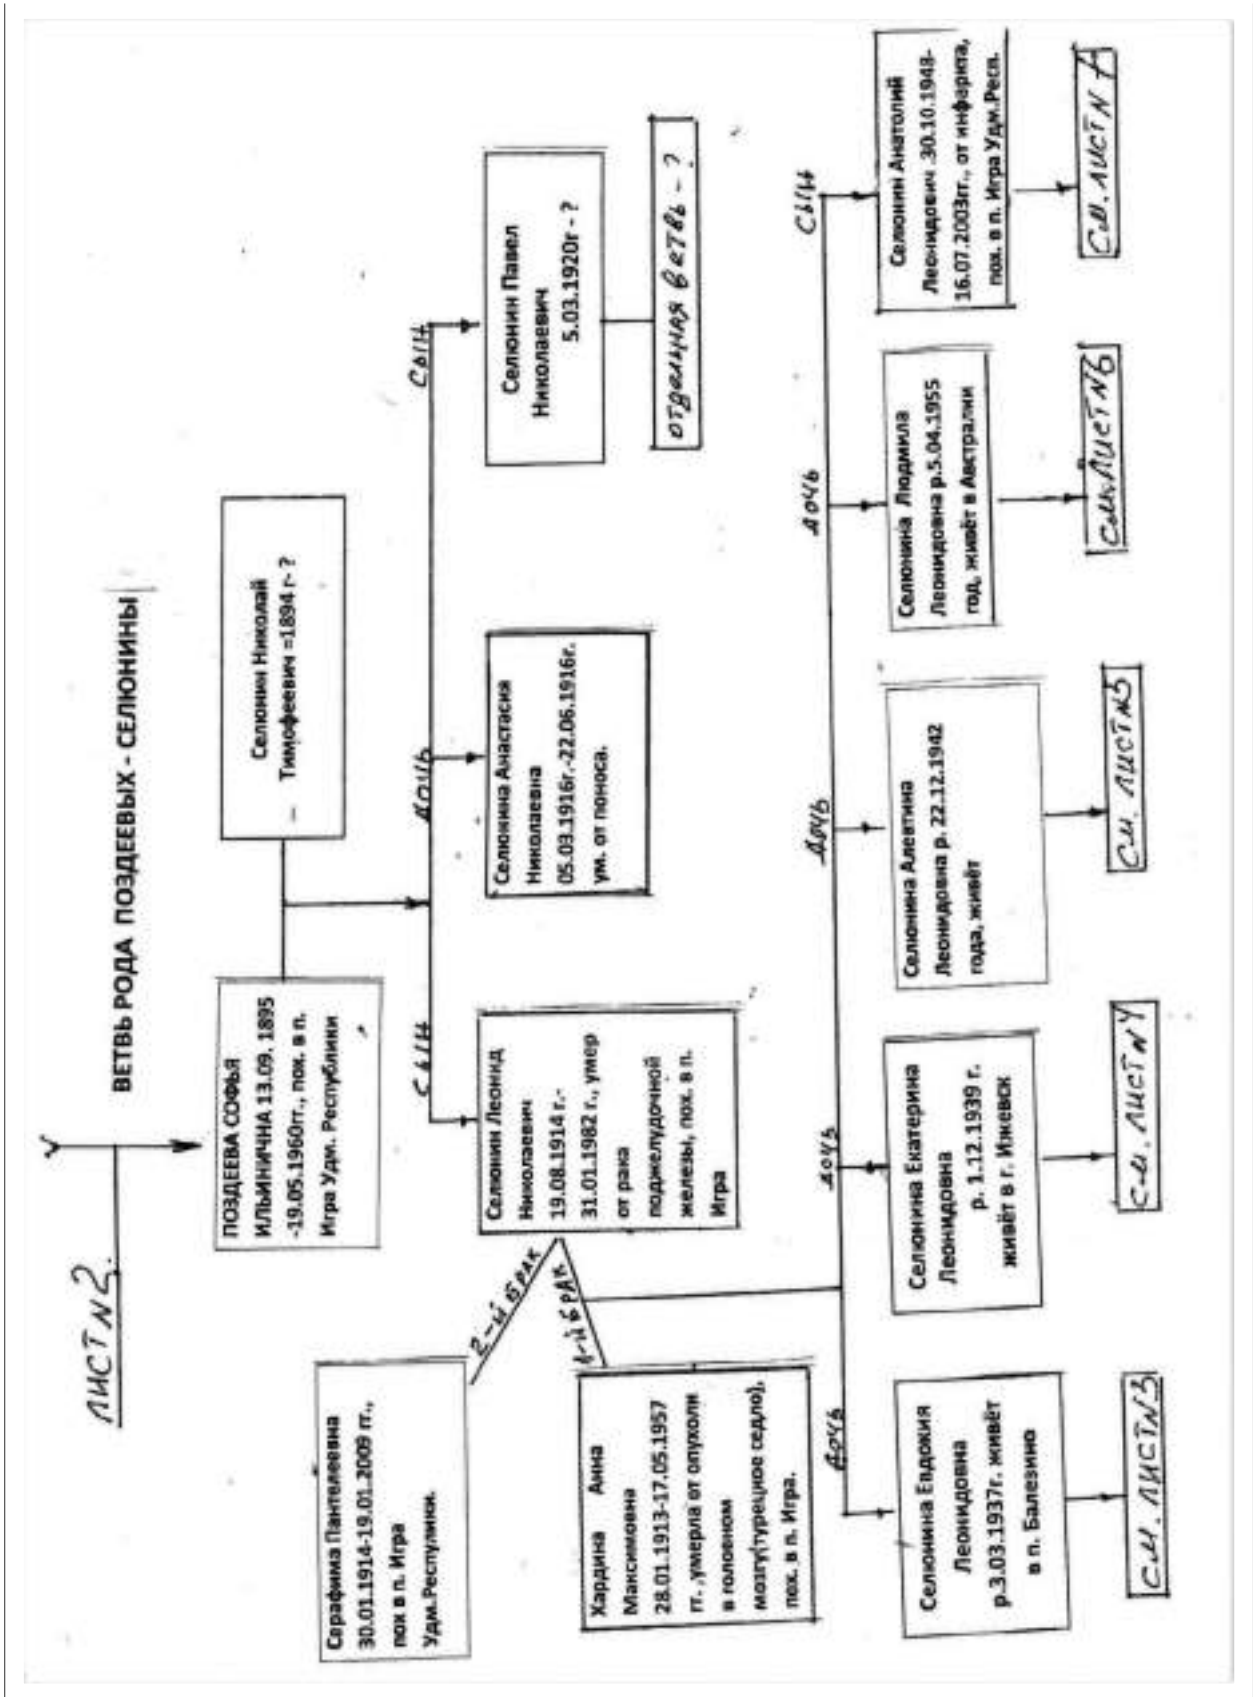 ЛИСТ N2.
ВЕТВЬ РОДА ПОЗДЕЕВЫХ - СЕЛЮНИНЫ
ПОЗДЕЕВА СОФЬЯ
ИЛЬИНИЧНА 13.09. 1895
-19.05.1960гг., пох. в п.
Игра Удм. Республики
Селюнин Николай
— Тимофеевич =1894 г- ?
СЫН
ДОЧЬ
СЫН
Селюнин Леонид
Николаевич
19.08.1914 г.-
31.01.1982 г., умер
от рака
поджелудочной
железы, пох. в п.
Игра
Селюнина Анастасия
Николаевна
05.03.1916г.-22.06.1916г.
ум. от поноса.
Селюнин Павел
Николаевич
5.03.1920г - ?
ОТДЕЛЬНАЯ ВЕТВЬ - ?
2-Й БРАК
1-Й БРАК
Серафима Пантелеевна
30.01.1914-19.01.2009 гг.,
пох в п. Игра
Удм.Респулики.
Хардина Анна
Максимовна
28.01.1913-17.05.1957
гг. ,умерла от опухоли
в головном
мозгу(турецкое седло),
пох. в п. Игра.
ДОЧЬ
ДОЧЬ
ДОЧЬ
ДОЧЬ
СЫН
Селюнина Евдокия
Леонидовна
р.3.03.1937г. живёт
в п. Балезино
Селюнина Екатерина
Леонидовна
р. 1.12.1939 г.
живёт в г. Ижевск
Селюнина Алевтина
Леонидовна р. 22.12.1942
года, живёт
Селюнина Людмила
Леонидовна р.5.04.1955
год, живёт в Австралии
Селюнин Анатолий
Леонидович .30.10.1948-
16.07.2003гг., от инфаркта,
пох. в п. Игра Удм.Респ.
СМ. ЛИСТ N3
СМ. ЛИСТ N4
СМ. ЛИСТ N5
СМ. ЛИСТ N6
СМ. ЛИСТ N